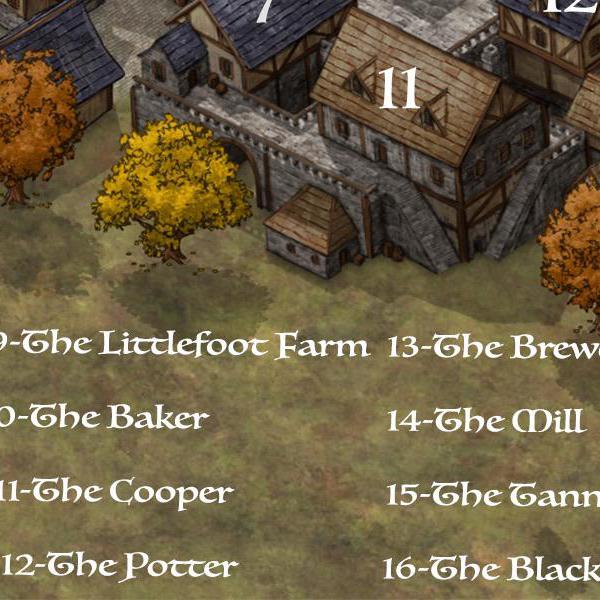 7
12
11
9-The Littlefoot Farm
0-The Baker
11-The Cooper
12-The Potter
13-The Brew
14-The Mill
15-The Tann
16-The Black